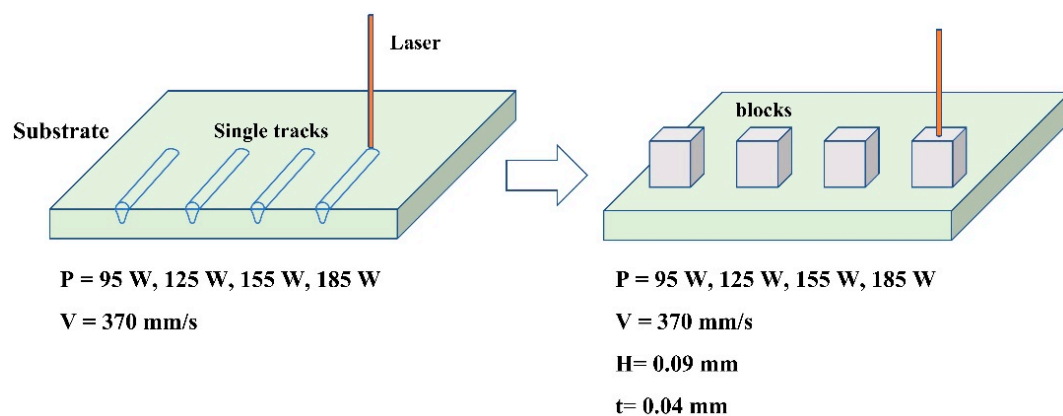 Laser
Substrate
Single tracks
P = 95 W, 125 W, 155 W, 185 W
V = 370 mm/s
blocks
P = 95 W, 125 W, 155 W, 185 W
V = 370 mm/s
H= 0.09 mm
t= 0.04 mm